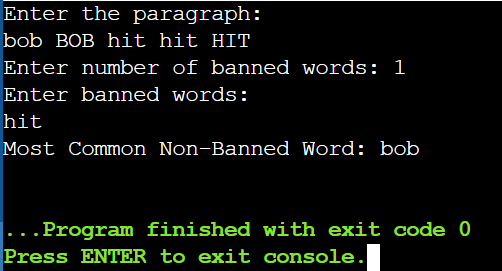 Enter the paragraph:
bob BOB hit hit HIT
Enter number of banned words: 1
Enter banned words:
hit
Most Common Non-Banned Word: bob
...Program finished with exit code 0
Press ENTER to exit console.